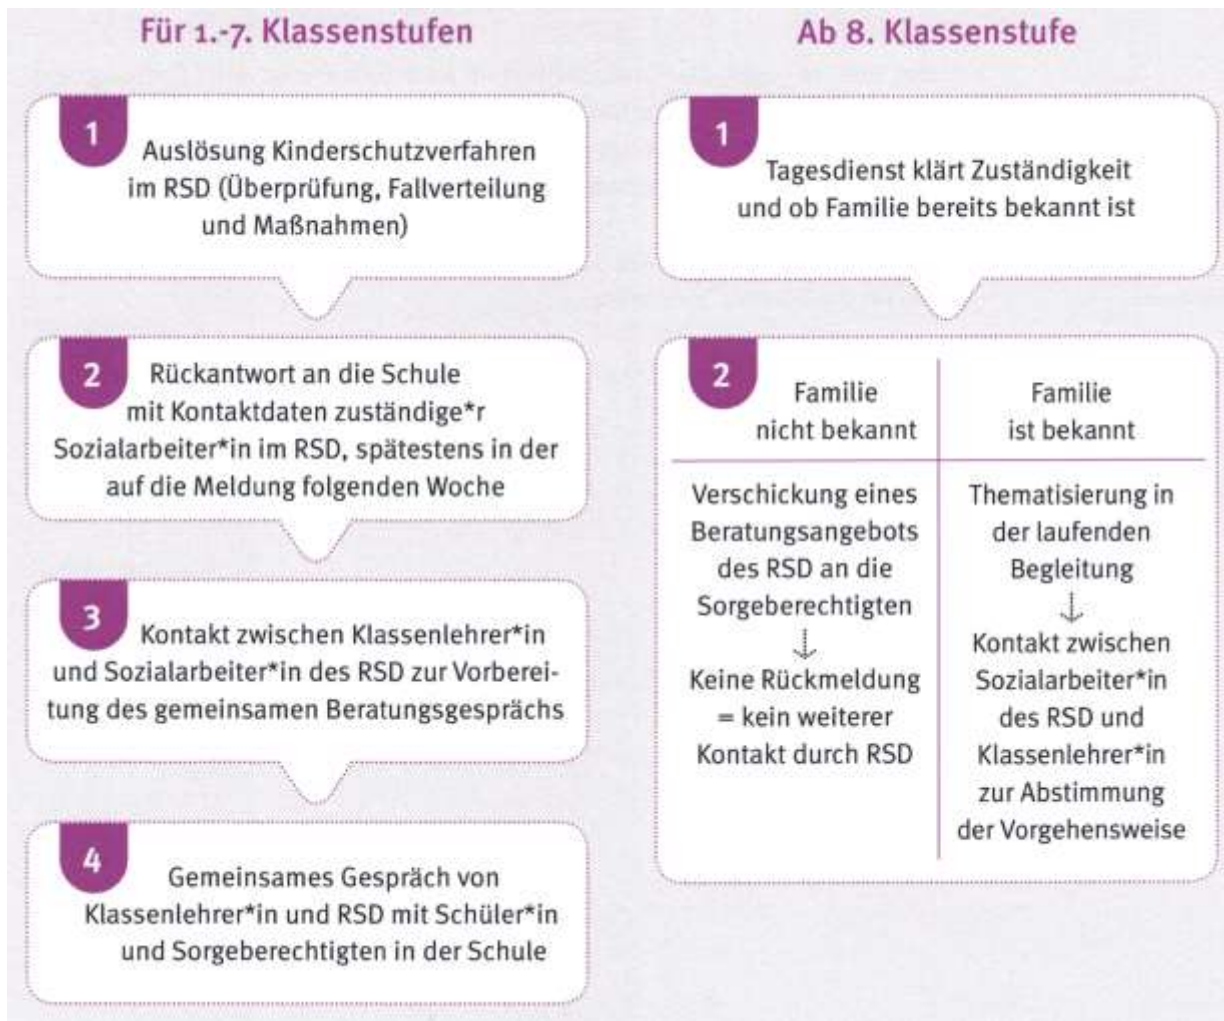 Für 1.-7. Klassenstufen
1
Auslösung Kinderschutzverfahren
im RSD (Überprüfung, Fallverteilung
und Maßnahmen)
2
Rückantwort an die Schule
mit Kontaktdaten zuständige*r
Sozialarbeiter*in im RSD, spätestens in der
auf die Meldung folgenden Woche
3
Kontakt zwischen Klassenlehrer*in
und Sozialarbeiter*in des RSD zur Vorberei-
tung des gemeinsamen Beratungsgesprächs
4
Gemeinsames Gespräch von
Klassenlehrer*in und RSD mit Schüler*in
und Sorgeberechtigten in der Schule
Ab 8. Klassenstufe
1
Tagesdienst klärt Zuständigkeit
und ob Familie bereits bekannt ist
2
Familie
nicht bekannt
Verschickung eines
Beratungsangebots
des RSD an die
Sorgeberechtigten
Keine Rückmeldung
= kein weiterer
Kontakt durch RSD
Familie
ist bekannt
Thematisierung in
der laufenden
Begleitung
Kontakt zwischen
Sozialarbeiter*in
des RSD und
Klassenlehrer*in
zur Abstimmung
der Vorgehensweise